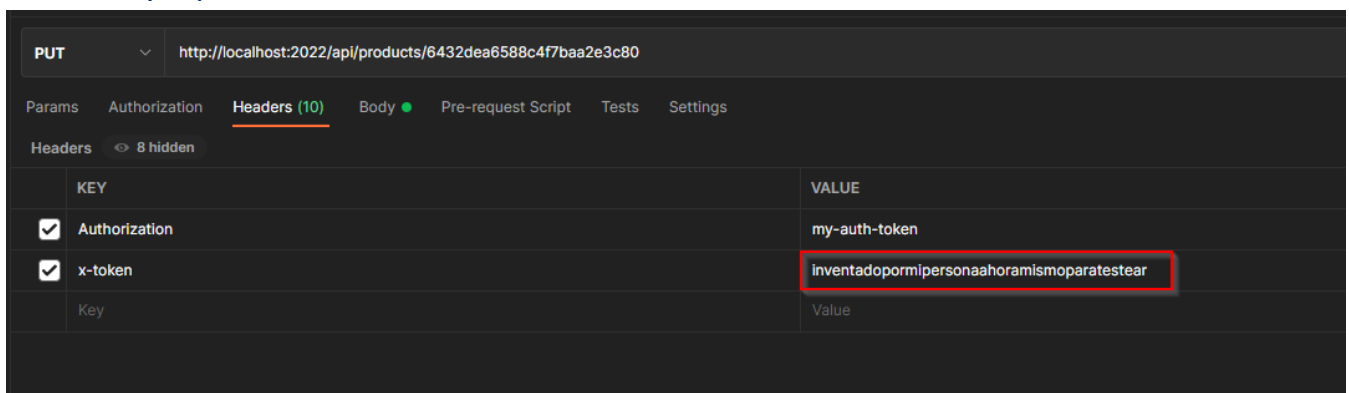 PUT http://localhost:2022/api/products/6432dea6588c4f7baa2e3c80
Params Authorization Headers (10) Body Pre-request Script Tests Settings
Headers 8 hidden
KEY VALUE
Authorization my-auth-token
x-token inventadopormipersonaahoramismoparatestear
Key Value